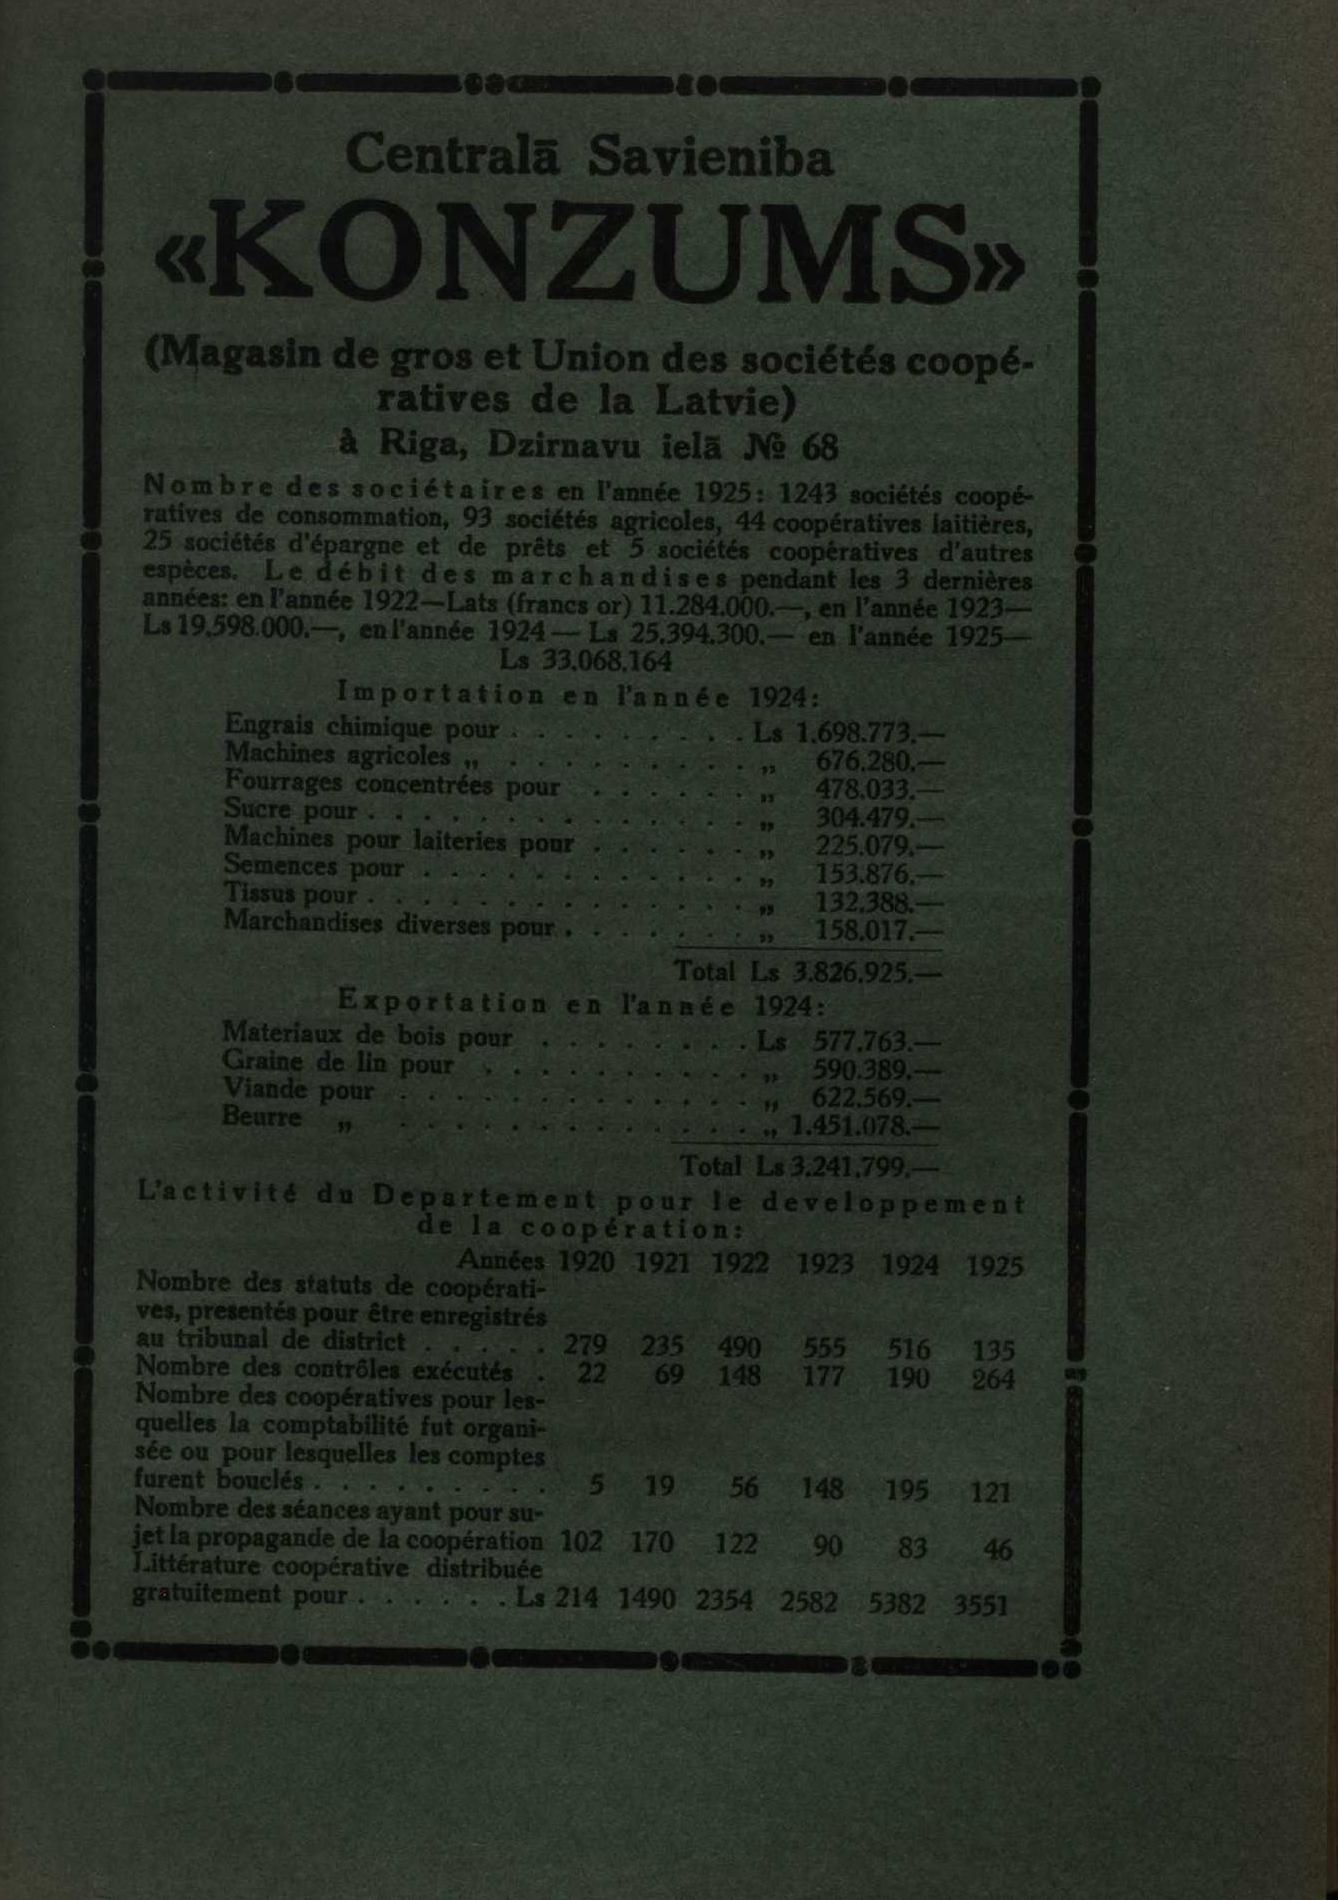 Centralā Savieniba
«KONZUMS»
(Magasin de gros et Union des sociétés coopé-
ratives de la Latvie)
à Riga, Dzirnavu ielā № 68
Nombre des sociétaires en l'année 1925: 1243 sociétés coopé-
ratives de consommation, 93 sociétés agricoles, 44 coopératives laitières,
25 sociétés d'épargne et de prêts et 5 sociétés coopératives d'autres
espèces. Le débit des marchandises pendant les 3 dernières
années: en l'année 1922—Lats (francs or) 11.284.000.—, en l'année 1923—
Ls 19.598.000.—, en l'année 1924— Ls 25.394.300.— en l'année 1925—
Ls 33.068.164
Importation en l'année 1924:
Engrais chimique pour . . . . . . . . . Ls 1.698.773.—
Machines agricoles „ . . . . . . . . . „ 676.280.—
Fourrages concentrées pour . . . . . . „ 478.033.—
Sucre pour . . . . . . . . . . . . . . „ 304.479.—
Machines pour laiteries pour . . . . . . „ 225.079.—
Semences pour . . . . . . . . . . . . „ 153.876.—
Tissus pour . . . . . . . . . . . . . . „ 132.388.—
Marchandises diverses pour . . . . . . . „ 158.017.—
Total Ls 3.826.925.—
Exportation en l'année 1924:
Materiaux de bois pour . . . . . . . . Ls 577.763.—
Graine de lin pour . . . . . . . . . . „ 590.389.—
Viande pour . . . . . . . . . . . . . „ 622.569.—
Beurre „ . . . . . . . . . . . . . „ 1.451.078.—
Total Ls 3.241.799.—
L'activité du Departement pour le developpement
de la coopération:
Années 1920 1921 1922 1923 1924 1925
Nombre des statuts de coopérati-
ves, presentés pour être enregistrés
au tribunal de district . . . . . 279 235 490 555 516 135
Nombre des contrôles exécutés . 22 69 148 177 190 264
Nombre des coopératives pour les-
quelles la comptabilité fut organi-
sée ou pour lesquelles les comptes
furent bouclés . . . . . . . . . 5 19 56 148 195 121
Nombre des séances ayant pour su-
jet la propagande de la coopération 102 170 122 90 83 46
Littérature coopérative distribuée
gratuitement pour . . . . . . Ls 214 1490 2354 2582 5382 3551